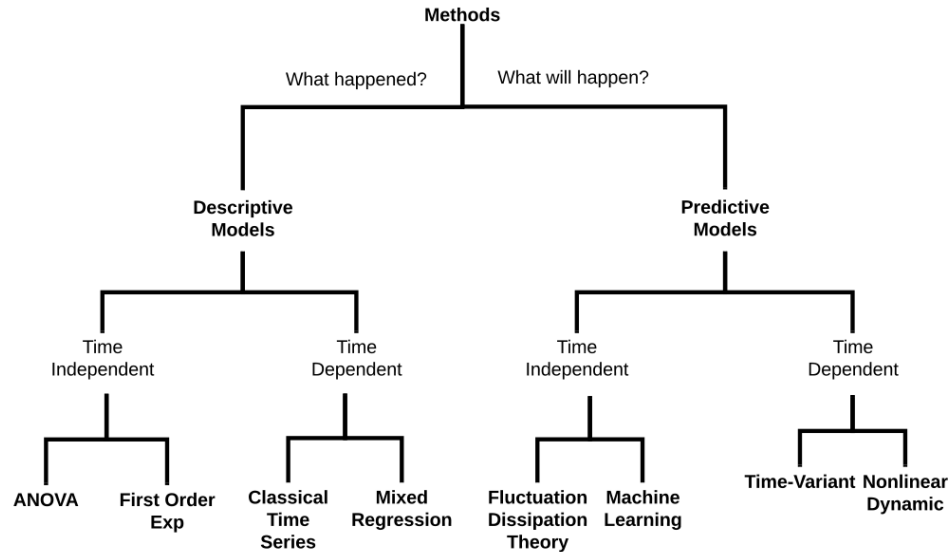 Methods
What happened?
What will happen?
Descriptive
Models
Predictive
Models
Time
Independent
Time
Dependent
Time
Independent
Time
Dependent
ANOVA
First Order
Exp
Classical
Time
Series
Mixed
Regression
Fluctuation
Dissipation
Theory
Machine
Learning
Time-Variant
Nonlinear
Dynamic